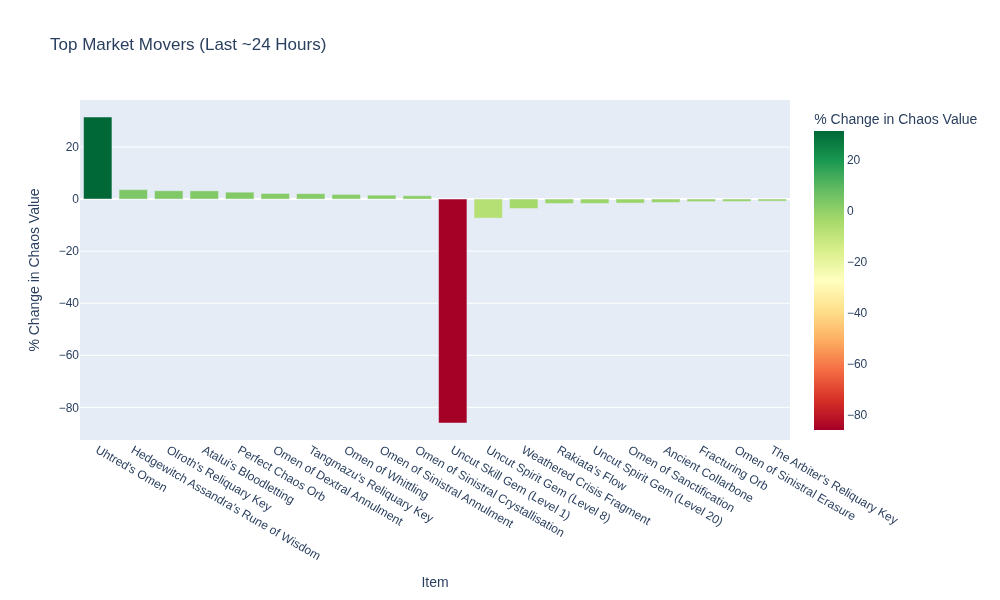 Top Market Movers (Last ~24 Hours)
% Change in Chaos Value
20
0
−20
−40
−60
−80
% Change in Chaos Value
20
0
−20
−40
−60
−80
Uhtred's Omen
Hedgewitch Assandra's Rune of Wisdom
Olroth's Reliquary Key
Atalui's Bloodletting
Perfect Chaos Orb
Omen of Dextral Annulment
Tangmazu's Reliquary Key
Omen of Whittling
Omen of Sinistral Annulment
Omen of Sinistral Crystallisation
Uncut Skill Gem (Level 1)
Uncut Spirit Gem (Level 8)
Weathered Crisis Fragment
Rakiata's Flow
Uncut Spirit Gem (Level 20)
Omen of Sanctification
Ancient Collarbone
Fracturing Orb
Omen of Sinistral Erasure
The Arbiter's Reliquary Key
Item